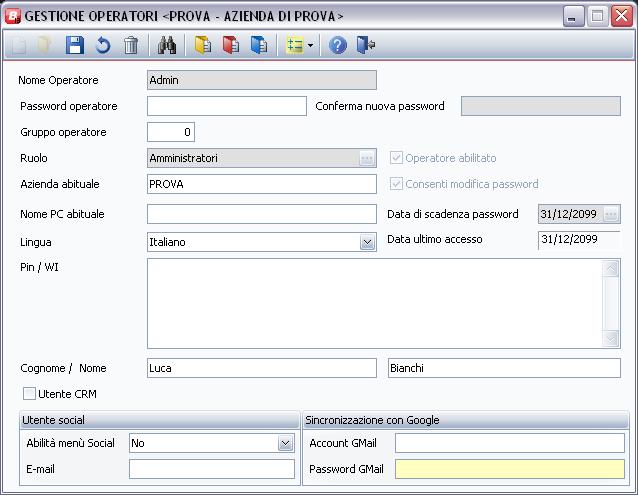 GESTIONE OPERATORI <PROVA - AZIENDA DI PROVA>
Nome Operatore Admin
Password operatore Conferma nuova password
Gruppo operatore 0
Ruolo Amministratori ... Operatore abilitato
Azienda abituale PROVA Consenti modifica password
Nome PC abituale Data di scadenza password 31/12/2099 ...
Lingua Italiano Data ultimo accesso 31/12/2099
Pin / WI
Cognome / Nome Luca Bianchi
Utente CRM
Utente social Sincronizzazione con Google
Abilità menù Social No Account GMail
E-mail Password GMail